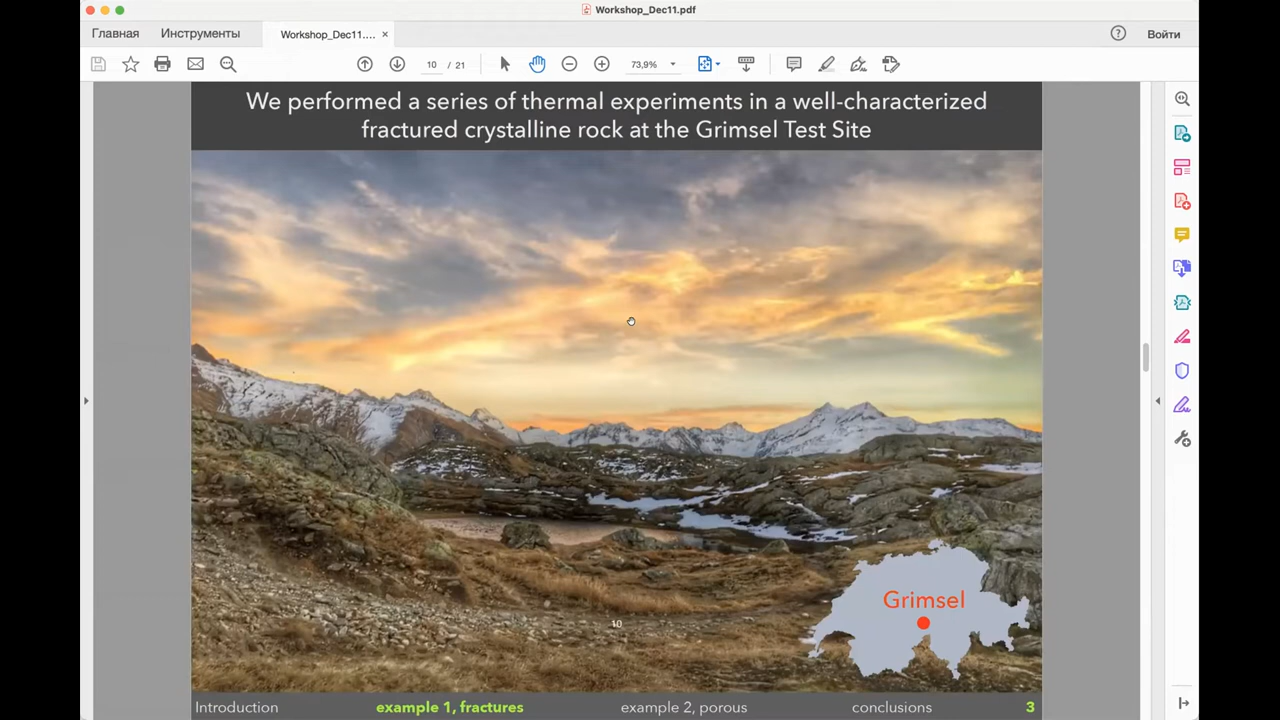 Workshop_Dec11.pdf
Главная
Инструменты
Workshop_Dec11.... ×
Войти
10 / 21
73,9%
We performed a series of thermal experiments in a well-characterized
fractured crystalline rock at the Grimsel Test Site
Grimsel
10
Introduction
example 1, fractures
example 2, porous
conclusions
3